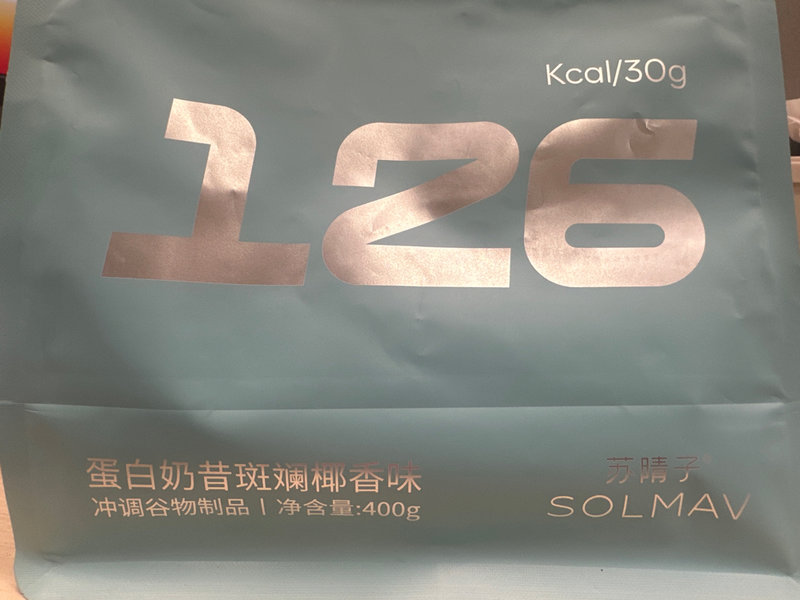 Kcal/30g
126
蛋白奶昔斑斓椰香味
冲调谷物制品 | 净含量:400g
苏晴子
SOLMAV